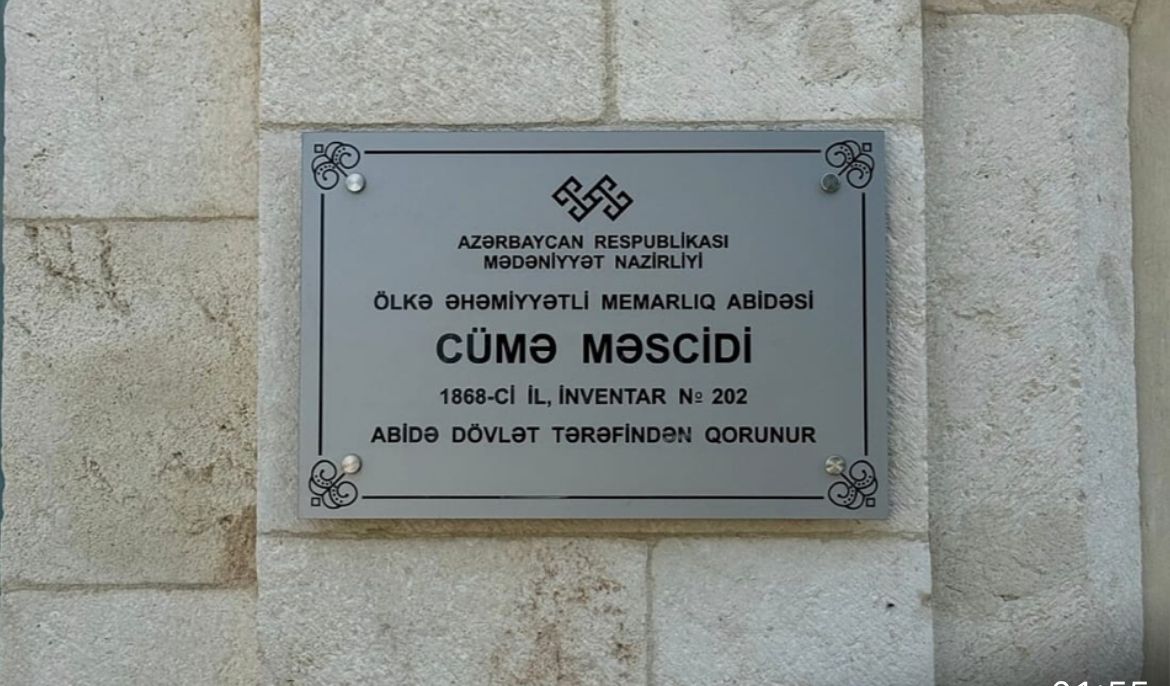 AZƏRBAYCAN RESPUBLİKASI
MƏDƏNİYYƏT NAZİRLİYİ
ÖLKƏ ƏHƏMİYYƏTLİ MEMARLIQ ABİDƏSİ
CÜMƏ MƏSCİDİ
1868-Cİ İL, İNVENTAR № 202
ABİDƏ DÖVLƏT TƏRƏFİNDƏN QORUNUR